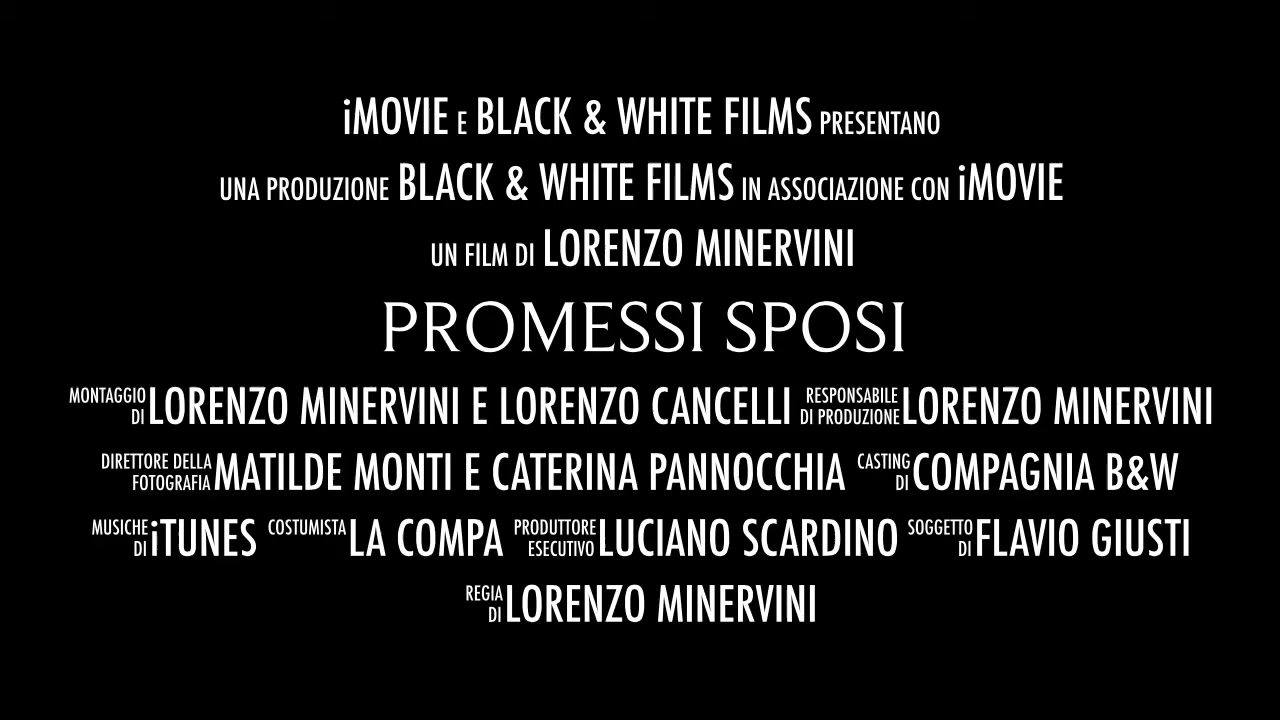 iMOVIE E BLACK & WHITE FILMS PRESENTANO
UNA PRODUZIONE BLACK & WHITE FILMS IN ASSOCIAZIONE CON iMOVIE
UN FILM DI LORENZO MINERVINI
PROMESSI SPOSI
MONTAGGIO DI LORENZO MINERVINI E LORENZO CANCELLI RESPONSABILE DI PRODUZIONE LORENZO MINERVINI
DIRETTORE DELLA FOTOGRAFIA MATILDE MONTI E CATERINA PANNOCCHIA CASTING DI COMPAGNIA B&W
MUSICHE DI iTUNES COSTUMISTA LA COMPA PRODUTTORE ESECUTIVO LUCIANO SCARDINO SOGGETTO DI FLAVIO GIUSTI
REGIA DI LORENZO MINERVINI